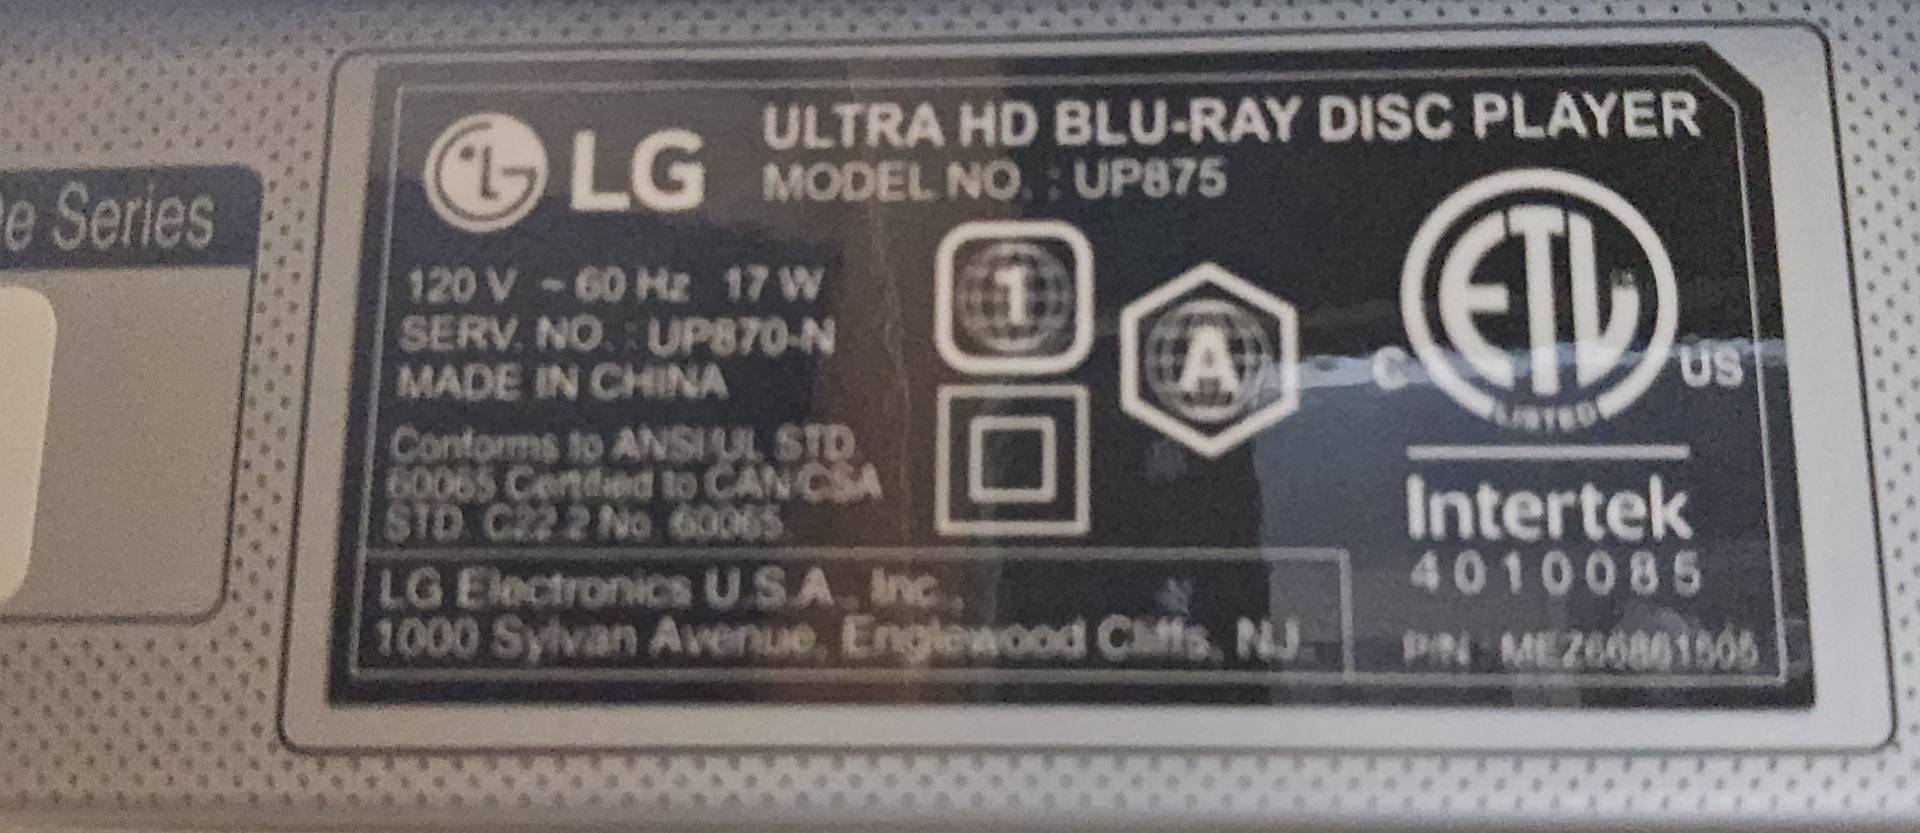 e Series
LG
ULTRA HD BLU-RAY DISC PLAYER
MODEL NO. : UP875
120 V ~ 60 Hz 17 W
SERV. NO. : UP870-N
MADE IN CHINA
Conforms to ANSI/UL STD.
60065 Certified to CAN/CSA
STD. C22.2 No. 60065.
LG Electronics U.S.A., Inc.,
1000 Sylvan Avenue, Englewood Cliffs, NJ
1
A
ETL
C US
LISTED
Intertek
4010085
P/N : MEZ66861505